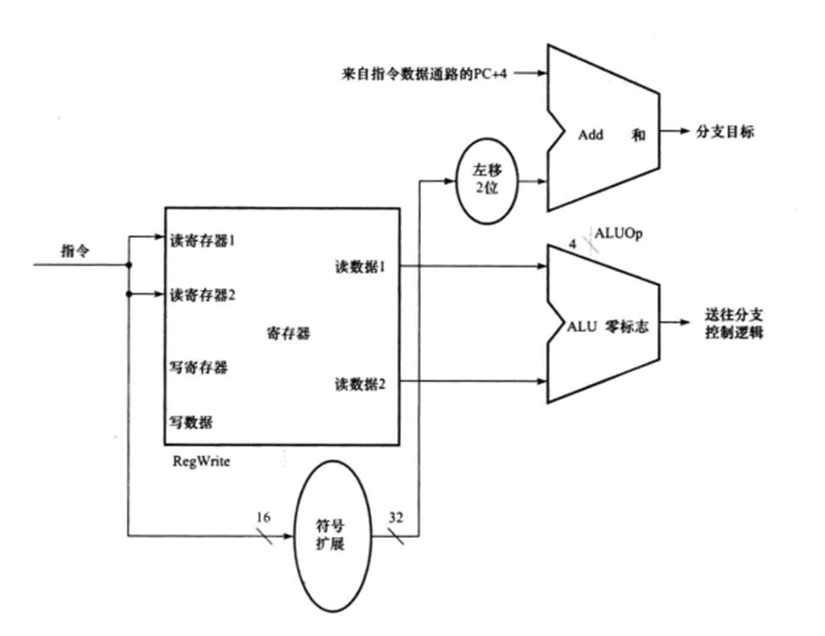 来自指令数据通路的PC+4
Add 和
分支目标
左移
2位
4
ALUOp
指令
读寄存器1
读数据1
读寄存器2
寄存器
ALU 零标志
送往分支
控制逻辑
写寄存器
读数据2
写数据
RegWrite
16
符号
扩展
32